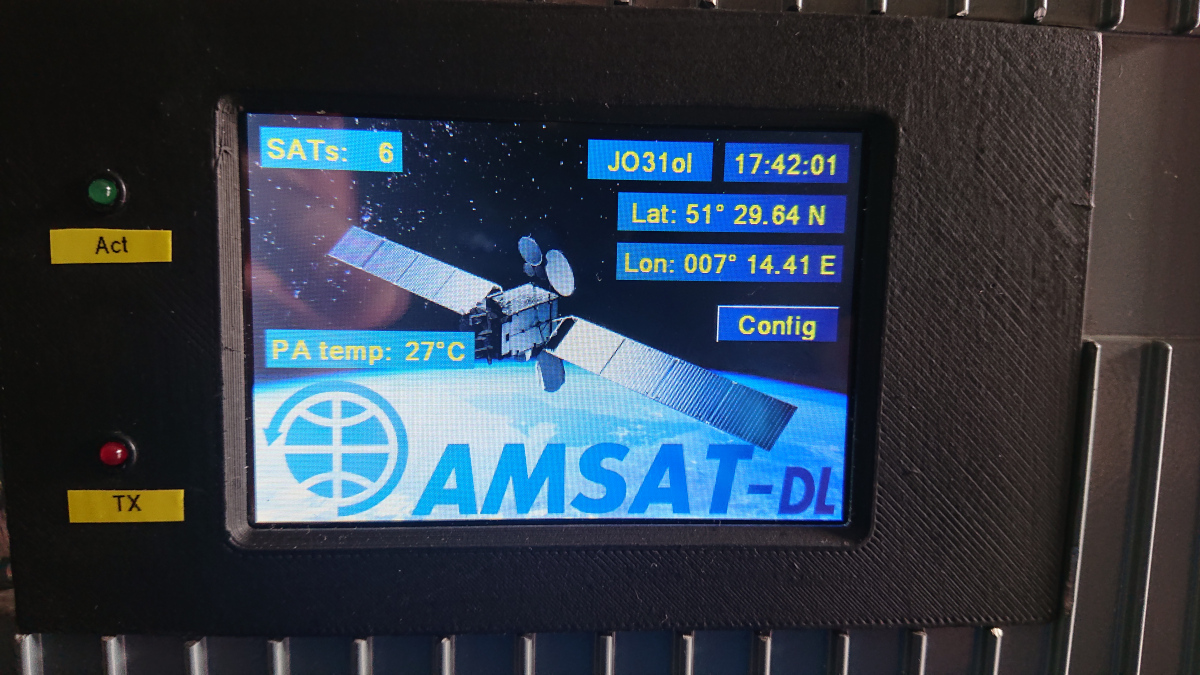 SATs: 6
JO31ol
17:42:01
Lat: 51° 29.64 N
Lon: 007° 14.41 E
Config
PA temp: 27°C
AMSAT-DL
Act
TX